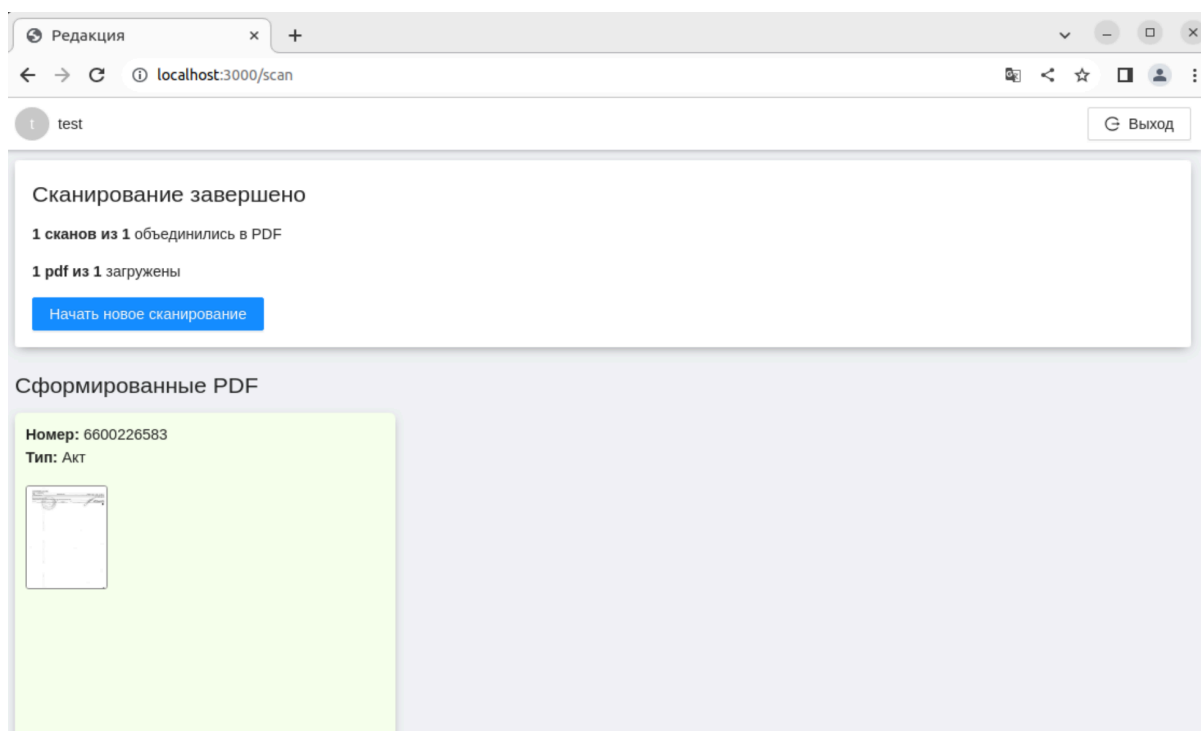 Редакция
localhost:3000/scan
t test
Выход
Сканирование завершено
1 сканов из 1 объединились в PDF
1 pdf из 1 загружены
Начать новое сканирование
Сформированные PDF
Номер: 6600226583
Тип: Акт